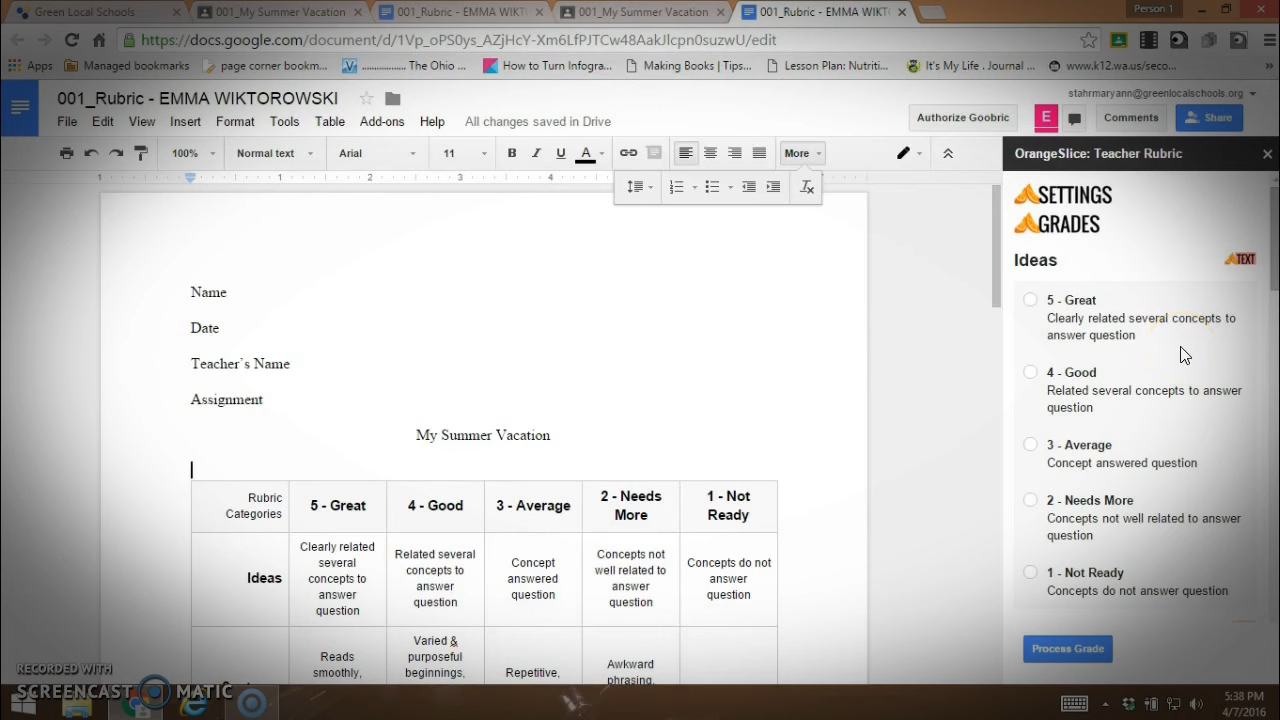 Green Local Schools
001_My Summer Vacation
001_Rubric - EMMA WIKT
001_My Summer Vacation
001_Rubric - EMMA WIKT
Person 1
https://docs.google.com/document/d/1Vp_oPS0ys_AZjHcY-Xm6LfPJTCw48AakJlcpn0suzwU/edit
Apps
Managed bookmarks
page corner bookm...
.................. The Ohio ...
How to Turn Infogra...
Making Books | Tips...
Lesson Plan: Nutriti...
It's My Life . Journal ...
www.k12.wa.us/seco...
001_Rubric - EMMA WIKTOROWSKI
stahrmaryann@greenlocalschools.org
File Edit View Insert Format Tools Table Add-ons Help All changes saved in Drive
Authorize Goobric
E
Comments
Share
100% Normal text Arial 11 B I U A More
OrangeSlice: Teacher Rubric
1 1 2 3 4 5
SETTINGS
GRADES
Ideas
TEXT
5 - Great
Clearly related several concepts to
answer question
4 - Good
Related several concepts to answer
question
3 - Average
Concept answered question
2 - Needs More
Concepts not well related to answer
question
1 - Not Ready
Concepts do not answer question
Process Grade
Name
Date
Teacher's Name
Assignment
My Summer Vacation
Rubric
Categories
5 - Great
4 - Good
3 - Average
2 - Needs
More
1 - Not
Ready
Ideas
Clearly related
several
concepts to
answer
question
Related several
concepts to
answer
question
Concept
answered
question
Concepts not
well related to
answer
question
Concepts do not
answer
question
Reads
smoothly,
Varied &
purposeful
beginnings,
Repetitive,
Awkward
phrasing,
RECORDED WITH
SCREENCAST MATIC
5:38 PM
4/7/2016